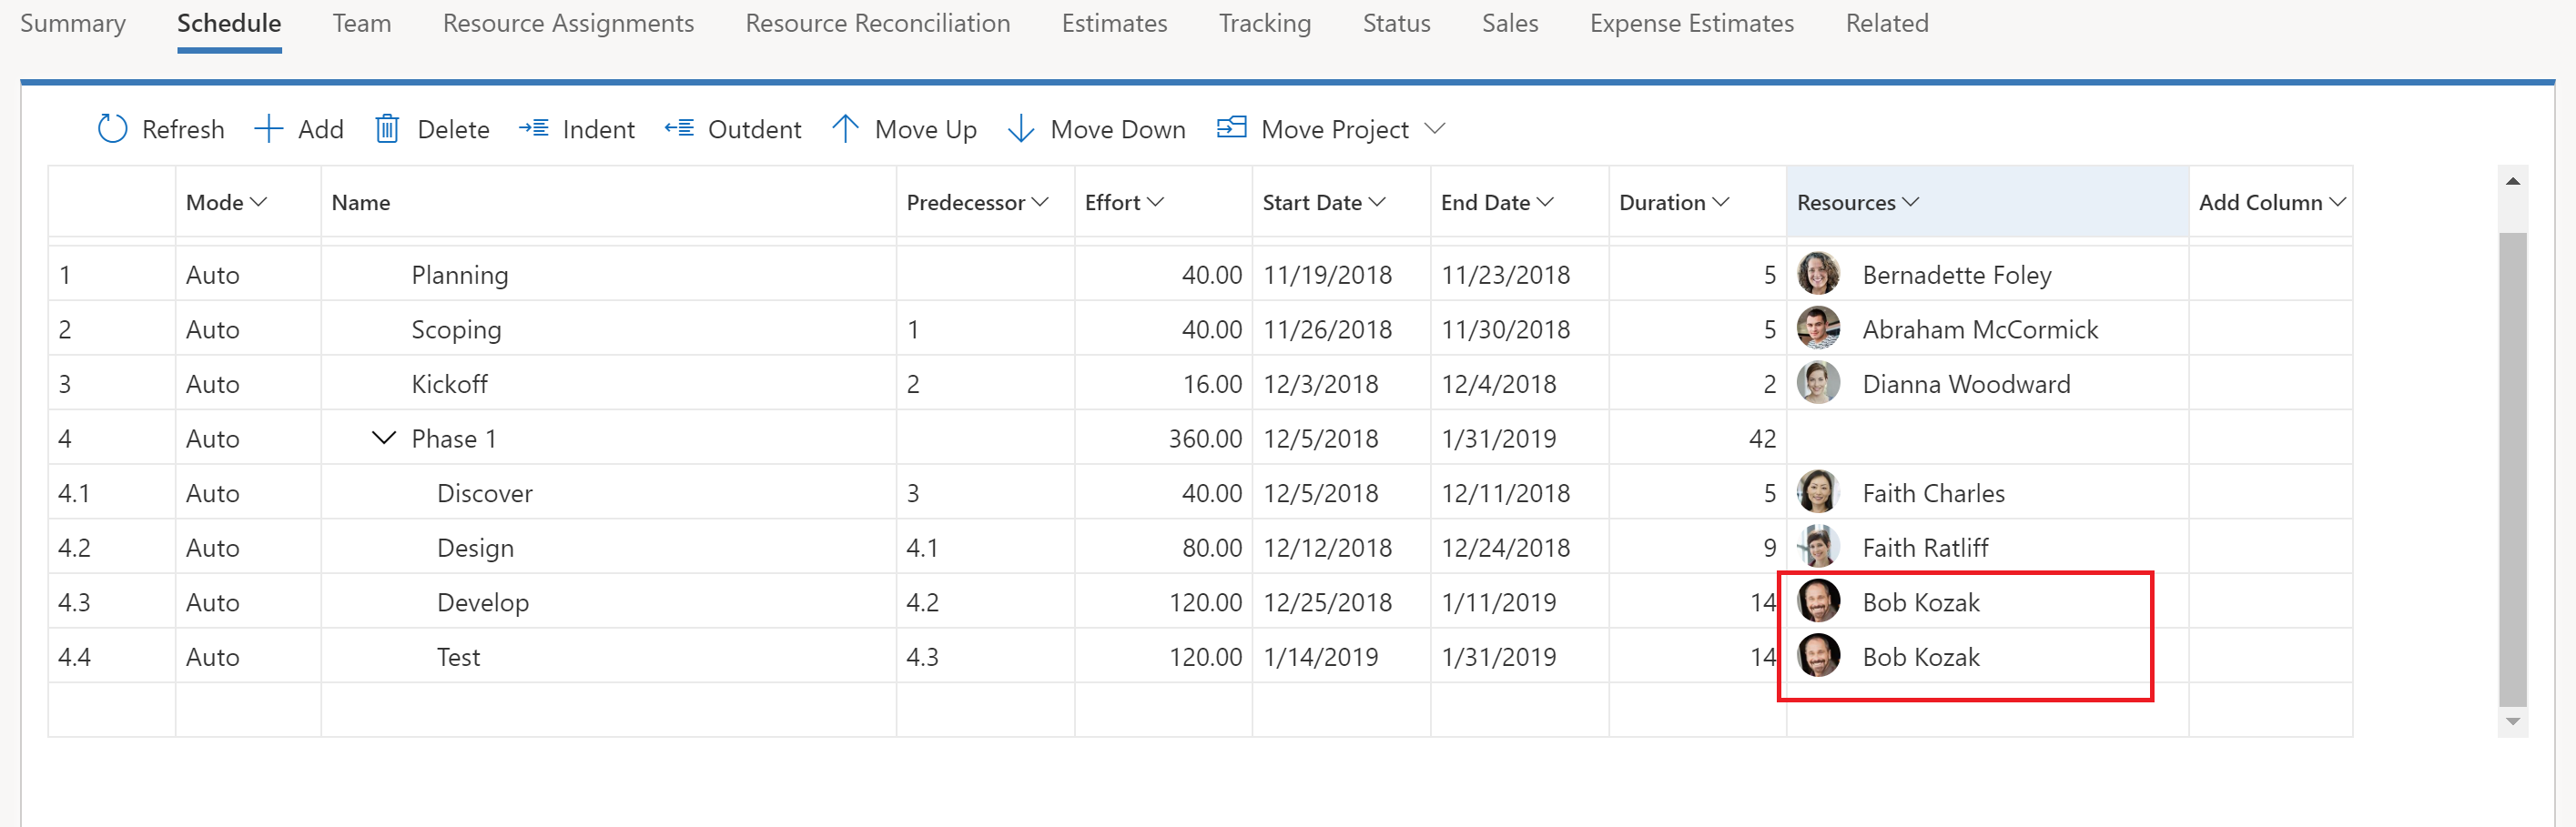 Summary Schedule Team Resource Assignments Resource Reconciliation Estimates Tracking Status Sales Expense Estimates Related
Refresh Add Delete Indent Outdent Move Up Move Down Move Project
Mode Name Predecessor Effort Start Date End Date Duration Resources Add Column
1 Auto Planning 40.00 11/19/2018 11/23/2018 5 Bernadette Foley
2 Auto Scoping 1 40.00 11/26/2018 11/30/2018 5 Abraham McCormick
3 Auto Kickoff 2 16.00 12/3/2018 12/4/2018 2 Dianna Woodward
4 Auto Phase 1 360.00 12/5/2018 1/31/2019 42
4.1 Auto Discover 3 40.00 12/5/2018 12/11/2018 5 Faith Charles
4.2 Auto Design 4.1 80.00 12/12/2018 12/24/2018 9 Faith Ratliff
4.3 Auto Develop 4.2 120.00 12/25/2018 1/11/2019 14 Bob Kozak
4.4 Auto Test 4.3 120.00 1/14/2019 1/31/2019 14 Bob Kozak